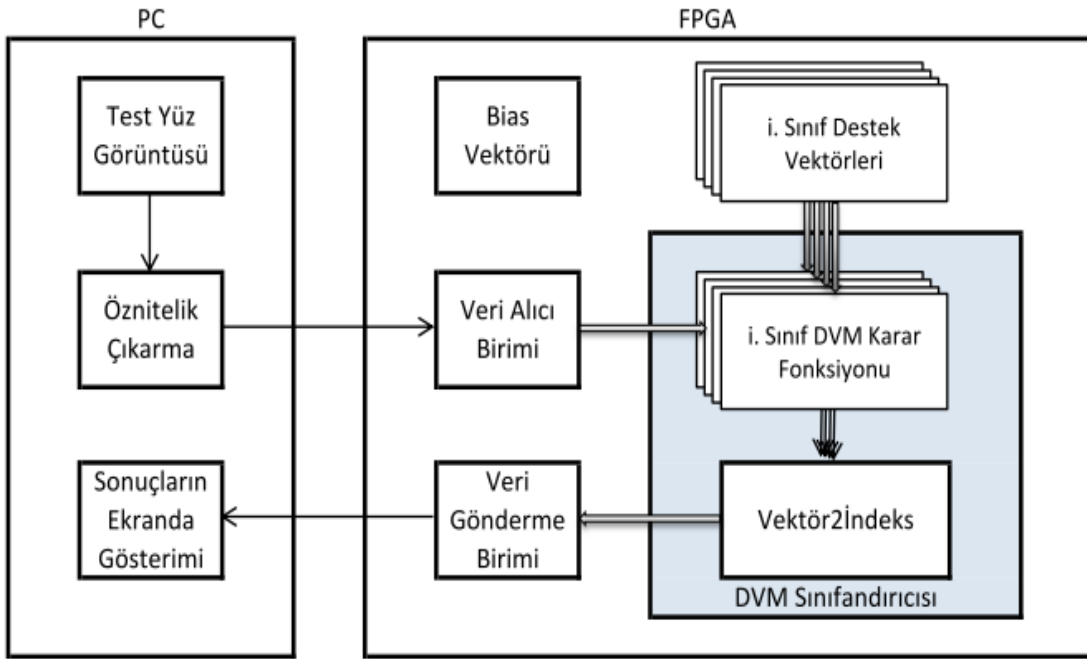 PC
FPGA
Test Yüz
Görüntüsü
Bias
Vektörü
i. Sınıf Destek
Vektörleri
Öznitelik
Çıkarma
Veri Alıcı
Birimi
i. Sınıf DVM Karar
Fonksiyonu
Sonuçların
Ekranda
Gösterimi
Veri
Gönderme
Birimi
Vektör2İndeks
DVM Sınıfandırıcısı